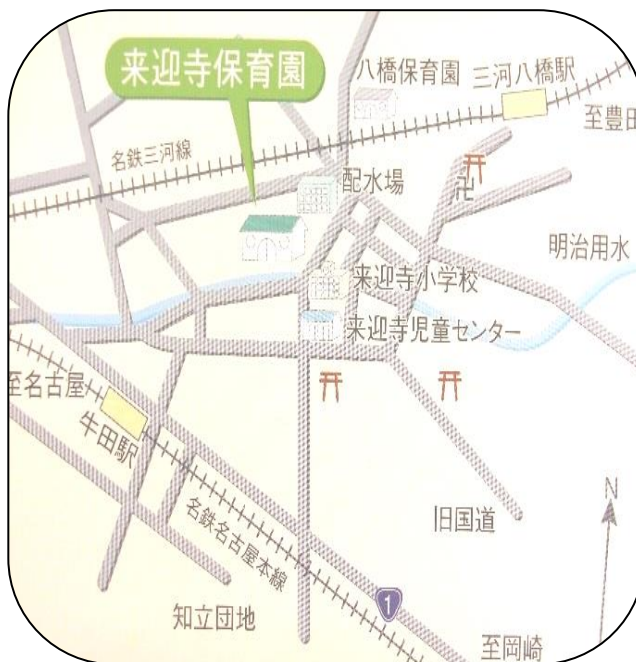 来迎寺保育園
八橋保育園
三河八橋駅
至豊田
名鉄三河線
配水場
明治用水
来迎寺小学校
来迎寺児童センター
至名古屋
牛田駅
N
旧国道
名鉄名古屋本線
1
知立団地
至岡崎